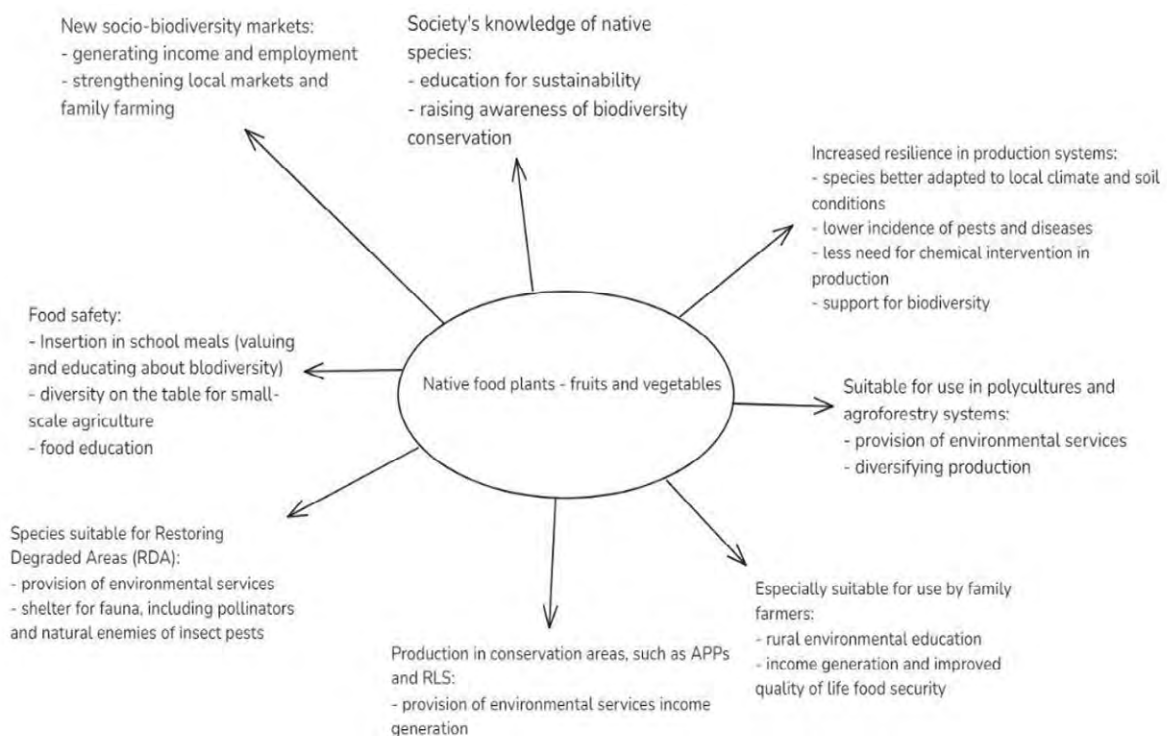 New socio-biodiversity markets:
- generating income and employment
- strengthening local markets and
family farming
Society's knowledge of native
species:
- education for sustainability
- raising awareness of biodiversity
conservation
Increased resilience in production systems:
- species better adapted to local climate and soil
conditions
- lower incidence of pests and diseases
- less need for chemical intervention in
production
- support for biodiversity
Food safety:
- Insertion in school meals (valuing
and educating about blodiversity)
- diversity on the table for small-
scale agriculture
- food education
Native food plants - fruits and vegetables
Suitable for use in polycultures and
agroforestry systems:
- provision of environmental services
- diversifying production
Species suitable for Restoring
Degraded Areas (RDA):
- provision of environmental services
- shelter for fauna, including pollinators
and natural enemies of insect pests
Production in conservation areas, such as APPs
and RLS:
- provision of environmental services income
generation
Especially suitable for use by family
farmers:
- rural environmental education
- income generation and improved
quality of life food security